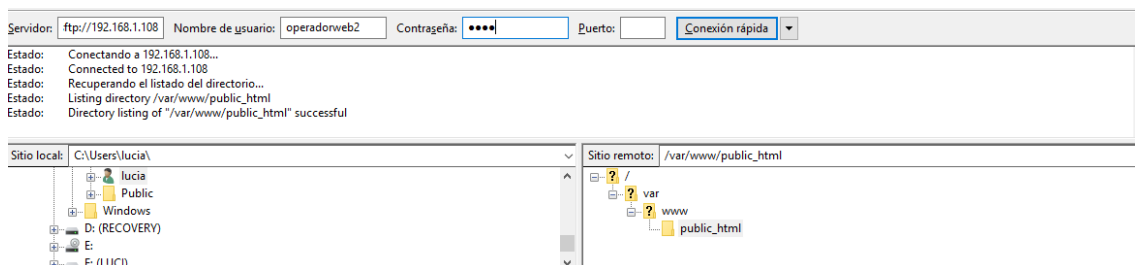 Servidor: ftp://192.168.1.108 Nombre de usuario: operadorweb2 Contraseña: •••• Puerto: Conexión rápida
Estado: Conectando a 192.168.1.108...
Estado: Connected to 192.168.1.108
Estado: Recuperando el listado del directorio...
Estado: Listing directory /var/www/public_html
Estado: Directory listing of "/var/www/public_html" successful
Sitio local: C:\Users\lucia\ Sitio remoto: /var/www/public_html
lucia ? /
Public ? var
Windows ? www
D: (RECOVERY) public_html
E:
F: (LUCI)